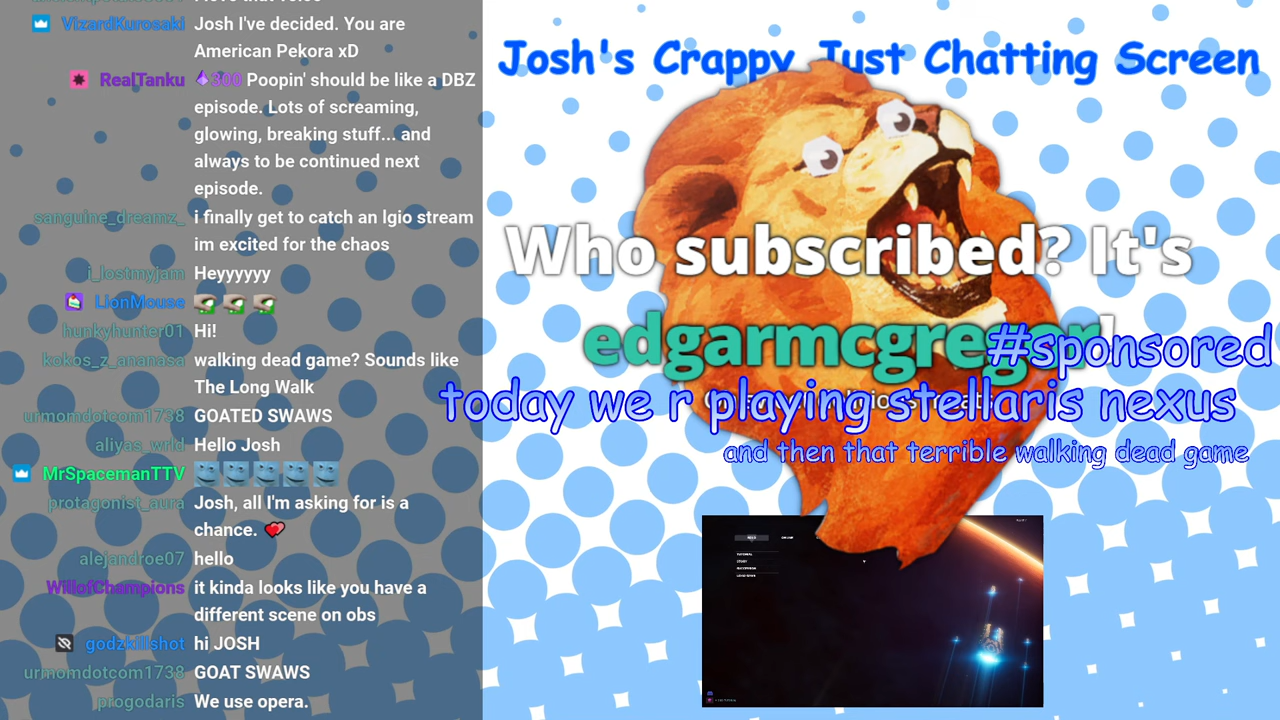 VizardKurosaki Josh I've decided. You are
American Pekora xD
RealTanku 300 Poopin' should be like a DBZ
episode. Lots of screaming,
glowing, breaking stuff... and
always to be continued next
episode.
sanguine_dreamz_ i finally get to catch an lgio stream
im excited for the chaos
i_lostmyjam Heyyyyyy
LionMouse
hunkyhunter01 Hi!
kokos_z_ananasa walking dead game? Sounds like
The Long Walk
urmomdotcom1738 GOATED SWAWS
aliyas_wrld Hello Josh
MrSpacemanTTV
protagonist_aura Josh, all I'm asking for is a
chance.
alejandroe07 hello
WillofChampions it kinda looks like you have a
different scene on obs
godzkillshot hi JOSH
urmomdotcom1738 GOAT SWAWS
progodaris We use opera.
Josh's Crappy Just Chatting Screen
Who subscribed? It's
edgarmcgregor!
#sponsored
today we r playing stellaris nexus
and then that terrible walking dead game